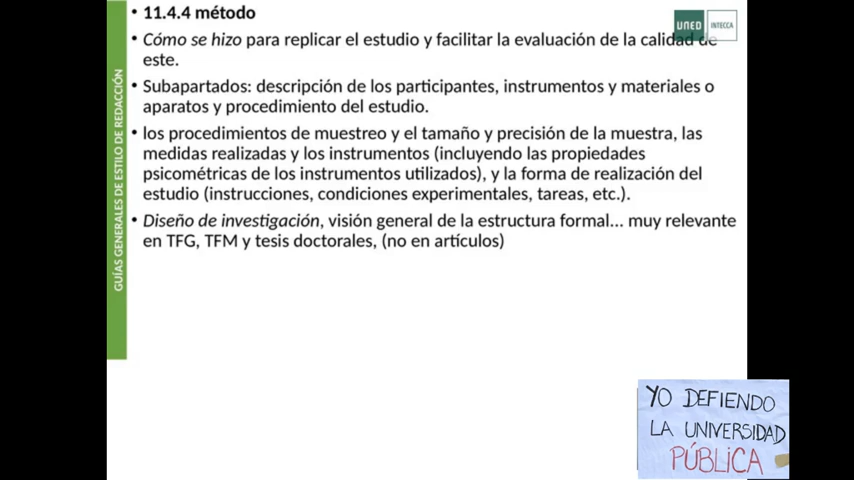 11.4.4 método
Cómo se hizo para replicar el estudio y facilitar la evaluación de la calidad de
este.
Subapartados: descripción de los participantes, instrumentos y materiales o
aparatos y procedimiento del estudio.
los procedimientos de muestreo y el tamaño y precisión de la muestra, las
medidas realizadas y los instrumentos (incluyendo las propiedades
psicométricas de los instrumentos utilizados), y la forma de realización del
estudio (instrucciones, condiciones experimentales, tareas, etc.).
Diseño de investigación, visión general de la estructura formal... muy relevante
en TFG, TFM y tesis doctorales, (no en artículos)
GUÍAS GENERALES DE ESTILO DE REDACCIÓN
UNED INTECCA
YO DEFIENDO
LA UNIVERSIDAD
PÚBLICA